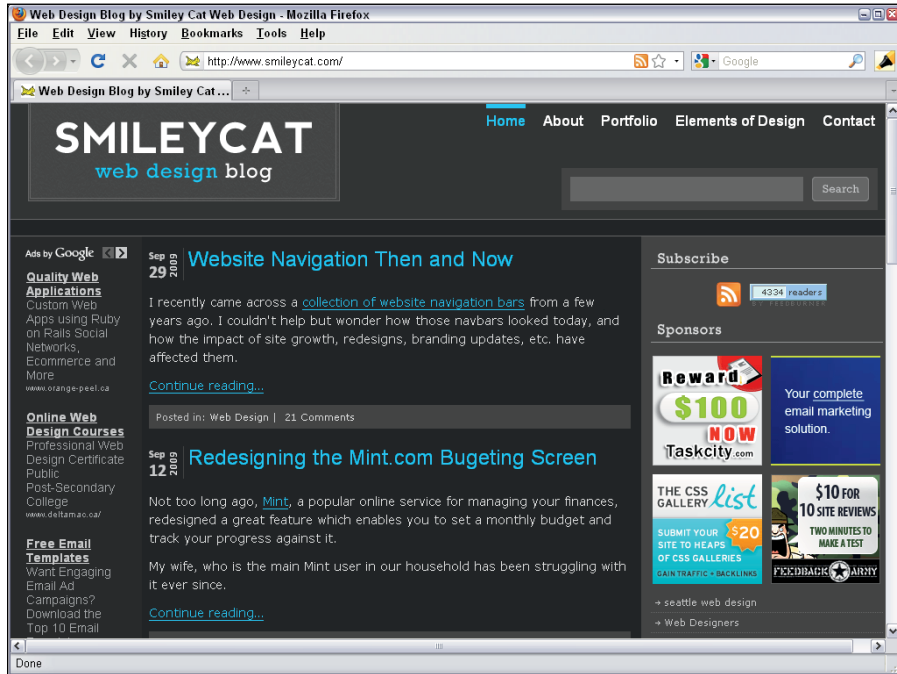 Web Design Blog by Smiley Cat Web Design - Mozilla Firefox
File Edit View History Bookmarks Tools Help
http://www.smileycat.com/
Google
Web Design Blog by Smiley Cat ...
SMILEYCAT
web design blog
Home About Portfolio Elements of Design Contact
Search
Ads by Google
Quality Web
Applications
Custom Web
Apps using Ruby
on Rails Social
Networks,
Ecommerce and
More
www.orange-peel.ca
Online Web
Design Courses
Professional Web
Design Certificate
Public
Post-Secondary
College
www.deltam.ac.ca/
Free Email
Templates
Want Engaging
Email Ad
Campaigns?
Download the
Top 10 Email
Sep 29 2009
Website Navigation Then and Now
I recently came across a collection of website navigation bars from a few
years ago. I couldn't help but wonder how those navbars looked today, and
how the impact of site growth, redesigns, branding updates, etc. have
affected them.
Continue reading...
Posted in: Web Design | 21 Comments
Sep 12 2009
Redesigning the Mint.com Bugeting Screen
Not too long ago, Mint, a popular online service for managing your finances,
redesigned a great feature which enables you to set a monthly budget and
track your progress against it.
My wife, who is the main Mint user in our household has been struggling with
it ever since.
Continue reading...
Subscribe
4334 readers
BY FEEDBURNER
Sponsors
Reward
$100
NOW
Taskcity.com
Your complete
email marketing
solution.
THE CSS
GALLERY list
SUBMIT YOUR $20
SITE TO HEAPS
OF CSS GALLERIES
GAIN TRAFFIC + BACKLINKS
$10 FOR
10 SITE REVIEWS
TWO MINUTES TO
MAKE A TEST
FEEDBACK ARMY
→ seattle web design
→ Web Designers
Done